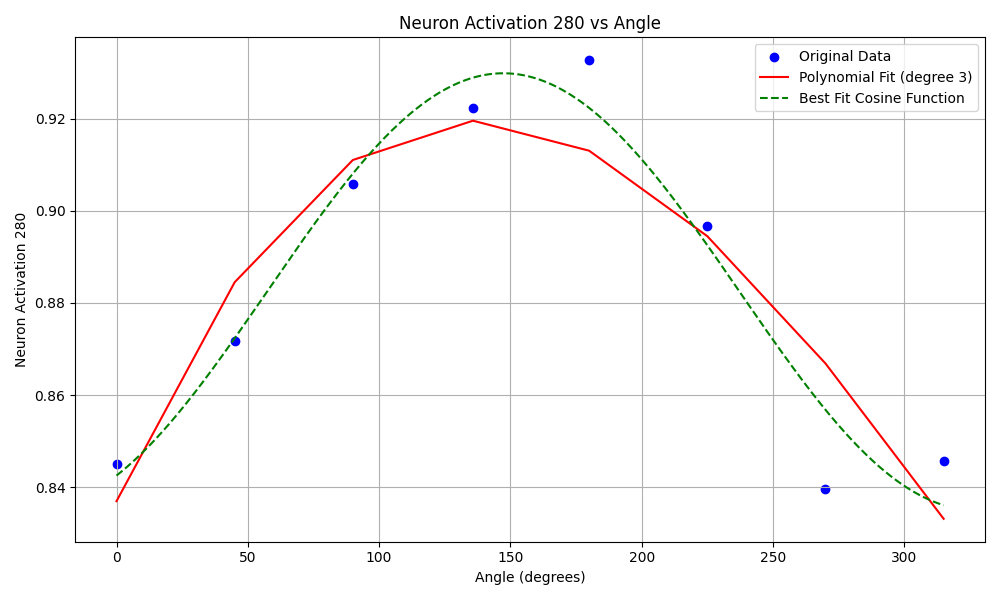 Neuron Activation 280 vs Angle
Original Data
Polynomial Fit (degree 3)
Best Fit Cosine Function
Neuron Activation 280
0.92
0.90
0.88
0.86
0.84
0 50 100 150 200 250 300
Angle (degrees)